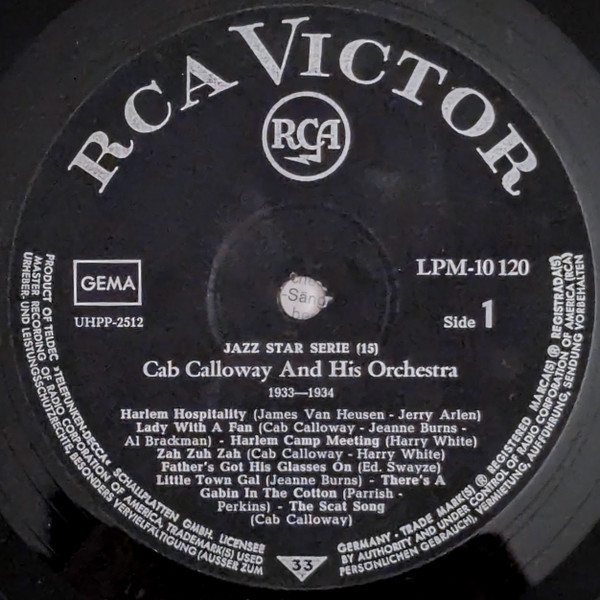 RCA VICTOR
RCA
GEMA
UHPP-2512
LPM-10 120
Side 1
JAZZ STAR SERIE (15)
Cab Calloway And His Orchestra
1933—1934
Harlem Hospitality (James Van Heusen - Jerry Arlen)
Lady With A Fan (Cab Calloway - Jeanne Burns -
Al Brackman) - Harlem Camp Meeting (Harry White)
Zah Zuh Zah (Cab Calloway - Harry White)
Father's Got His Glasses On (Ed. Swayze)
Little Town Gal (Jeanne Burns) - There's A
Gabin In The Cotton (Parrish -
Perkins) - The Scat Song
(Cab Calloway)
33
PRODUCT OF TELDEC »TELEFUNKEN-DECCA« SCHALLPLATTEN GMBH. LICENSEE
MASTER RECORDING OF RADIO CORPORATION OF AMERICA, TRADEMARK(S) USED
URHEBER- UND LEISTUNGSSCHUTZRECHTE, BESONDERS VERVIELFÄLTIGUNG (AUSSER ZUM
GERMANY · TRADE MARK(S) ® REGISTERED MARCA(S) ® REGISTRADA(S)
BY AUTHORITY AND UNDER CONTROL OF RADIO CORPORATION OF AMERICA (RCA)
PERSÖNLICHEN GEBRAUCH), VERMIETUNG, AUFFÜHRUNG, SENDUNG VORBEHALTEN